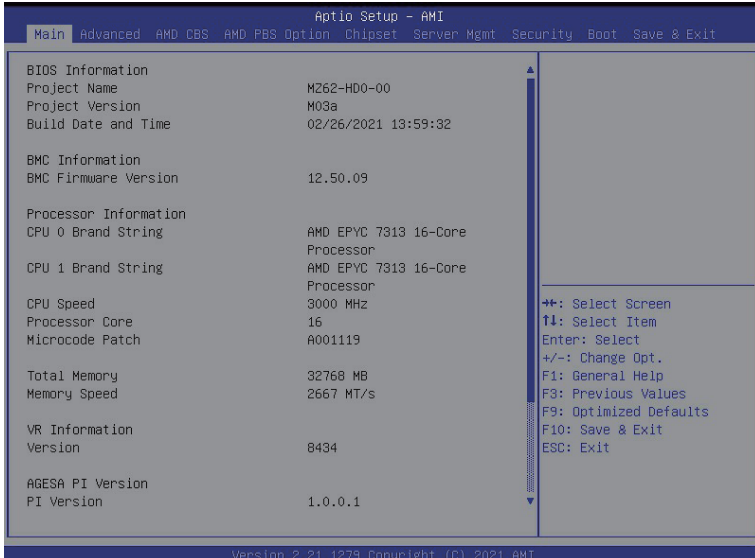 Aptio Setup - AMI
Main Advanced AMD CBS AMD PBS Option Chipset Server Mgmt Security Boot Save & Exit
BIOS Information
Project Name MZ62-HD0-00
Project Version M03a
Build Date and Time 02/26/2021 13:59:32
BMC Information
BMC Firmware Version 12.50.09
Processor Information
CPU 0 Brand String AMD EPYC 7313 16-Core
Processor
CPU 1 Brand String AMD EPYC 7313 16-Core
Processor
CPU Speed 3000 MHz
Processor Core 16
Microcode Patch A001119
Total Memory 32768 MB
Memory Speed 2667 MT/s
VR Information
Version 8434
AGESA PI Version
PI Version 1.0.0.1
→←: Select Screen
↑↓: Select Item
Enter: Select
+/-: Change Opt.
F1: General Help
F3: Previous Values
F9: Optimized Defaults
F10: Save & Exit
ESC: Exit
Version 2.21.1279 Copyright (C) 2021 AMI